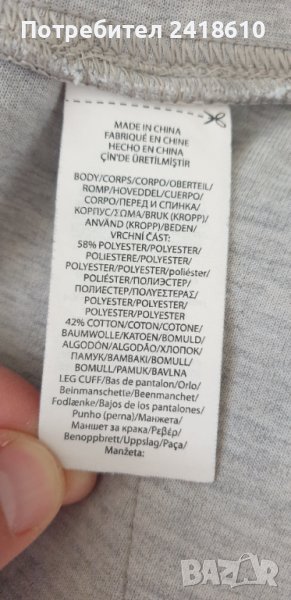 Потребител 2418610
MADE IN CHINA
FABRIQUÉ EN CHINE
HECHO EN CHINA
ÇİN'DE ÜRETİLMİŞTİR
BODY/CORPS/CORPO/OBERTEIL/
ROMP/HOVEDDEL/CUERPO/
CORPO/ПЕРЕД И СПИНКА/
КОРПУС/ΣΩΜΑ/BRUK (KROPP)/
ANVÄND (KROPP)/BEDEN/
VRCHNÍ ČÁST:
58% POLYESTER/POLYESTER/
POLIESTERE/POLYESTER/
POLYESTER/POLYESTER/poliéster/
POLIÉSTER/ПОЛИЭСТЕР/
ПОЛИЕСТЕР/ΠΟΛΥΕΣΤΕΡΑΣ/
POLYESTER/POLYESTER/
POLYESTER/POLYESTER
42% COTTON/COTON/COTONE/
BAUMWOLLE/KATOEN/BOMULD/
ALGODÓN/ALGODÃO/ХЛОПОК/
ПАМУК/ΒΑΜΒΑΚΙ/BOMULL/
BOMULL/PAMUK/BAVLNA
LEG CUFF/Bas de pantalon/Orlo/
Beinmanschette/Beenmanchet/
Fodlænke/Bajos de los pantalones/
Punho (perna)/Манжета/
Маншет за крака/Ρεβέρ/
Benoppbrett/Uppslag/Paça/
Manžeta:
BAZAR